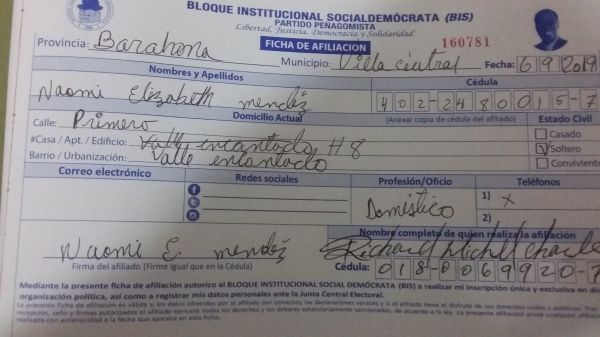 BLOQUE INSTITUCIONAL SOCIALDEMÓCRATA (BIS)
PARTIDO PEÑAGOMISTA
Libertad, Justicia, Democracia y Solidaridad
FICHA DE AFILIACION 160781
Provincia: Barahona Municipio: Villa central Fecha: 6 9 2019
Nombres y Apellidos Cédula
Naomi Elizabeth mendez 402-2480015-7
Domicilio Actual (Anexar copia de cédula del afiliado) Estado Civil
Calle: Primero Casado
#Casa / Apt. / Edificio: Valle encantado # 8 Soltero
Barrio / Urbanización: Valle encantado Conviviente
Correo electrónico Redes sociales Profesión/Oficio Teléfonos
Doméstico 1) x
2)
Nombre completo de quien realiza la afiliación
Naomi E. mendez Richard Michel
Firma del afiliado (Firme igual que en la Cédula) Cédula: 018-0069920-7
Mediante la presente ficha de afiliación autorizo al BLOQUE INSTITUCIONAL SOCIAL DEMÓCRATA (BIS) a realizar mi inscripción única y exclusiva en dic
organización política, así como a registrar mis datos personales ante la Junta Central Electoral.